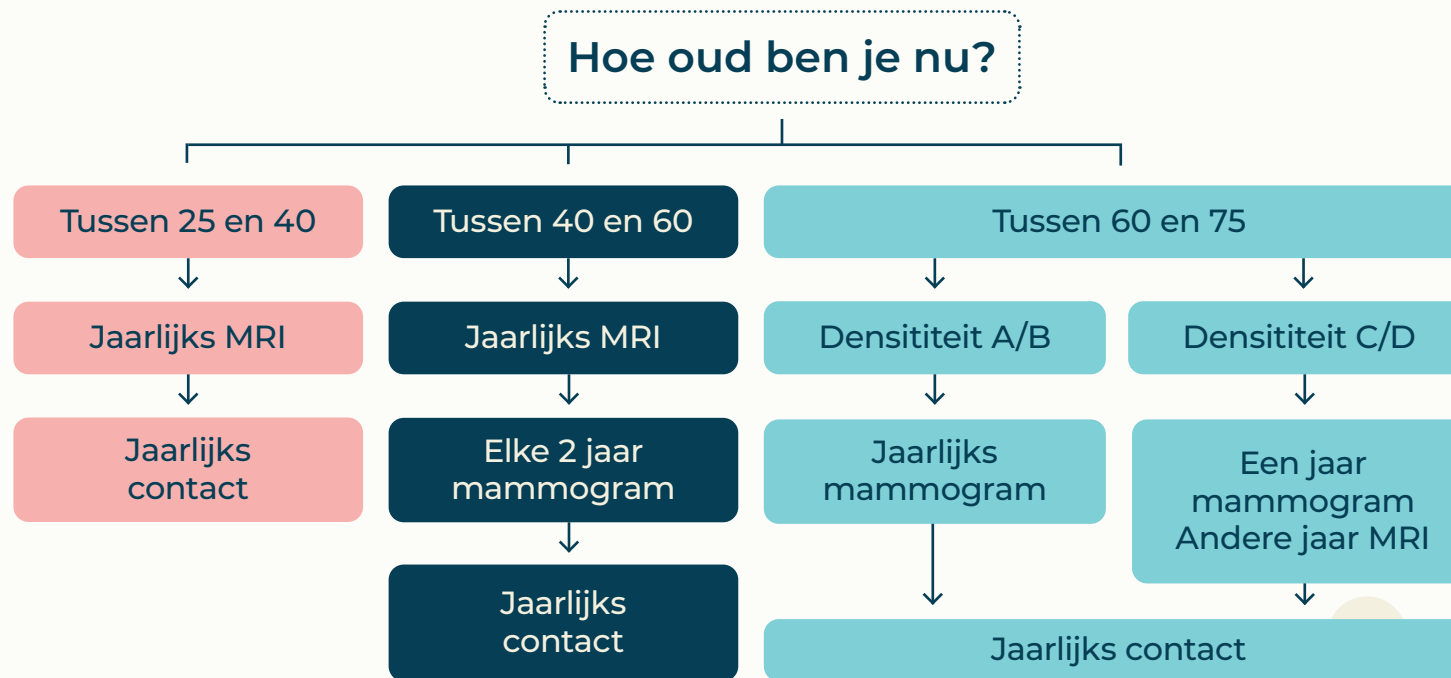 Hoe oud ben je nu?
Tussen 25 en 40
Jaarlijks MRI
Jaarlijks
contact
Tussen 40 en 60
Jaarlijks MRI
Elke 2 jaar
mammogram
Jaarlijks
contact
Tussen 60 en 75
Densititeit A/B
Jaarlijks
mammogram
Densititeit C/D
Een jaar
mammogram
Andere jaar MRI
Jaarlijks contact